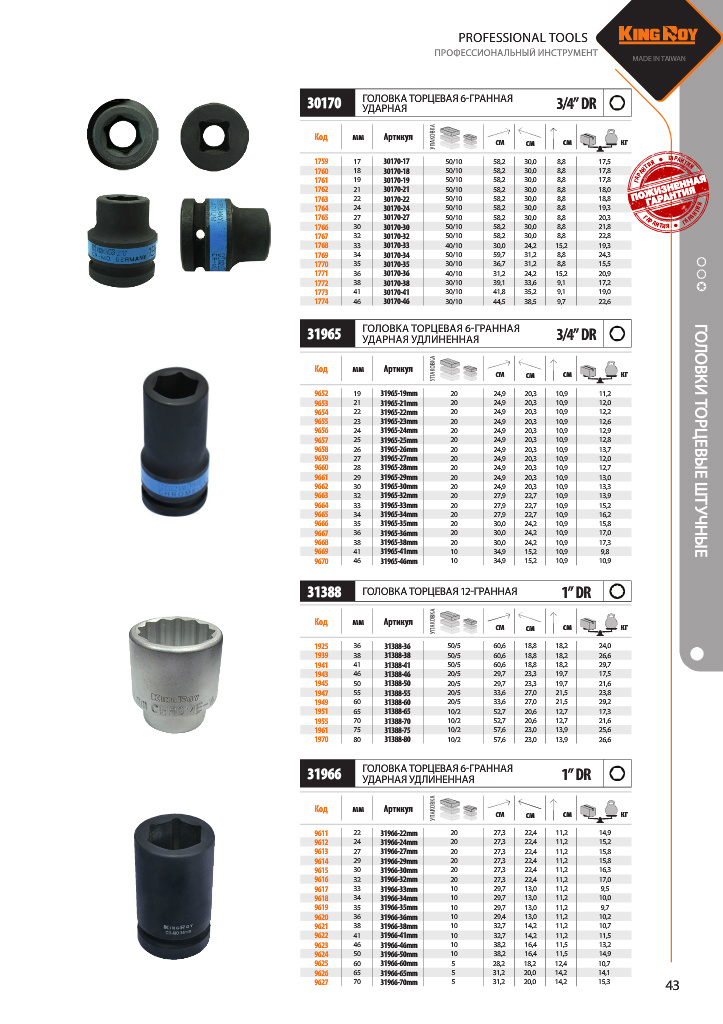 PROFESSIONAL TOOLS
ПРОФЕССИОНАЛЬНЫЙ ИНСТРУМЕНТ
KING ROY
MADE IN TAIWAN
30170 ГОЛОВКА ТОРЦЕВАЯ 6-ГРАННАЯ
УДАРНАЯ 3/4” DR
Код мм Артикул УПАКОВКА см см см кг
1759 17 30170-17 50/10 58,2 30,0 8,8 17,5
1760 18 30170-18 50/10 58,2 30,0 8,8 17,8
1761 19 30170-19 50/10 58,2 30,0 8,8 17,8
1762 21 30170-21 50/10 58,2 30,0 8,8 18,0
1763 22 30170-22 50/10 58,2 30,0 8,8 18,8
1764 24 30170-24 50/10 58,2 30,0 8,8 19,3
1765 27 30170-27 50/10 58,2 30,0 8,8 20,3
1766 30 30170-30 50/10 58,2 30,0 8,8 21,8
1767 32 30170-32 50/10 58,2 30,0 8,8 22,8
1768 33 30170-33 40/10 30,0 24,2 15,2 19,3
1769 34 30170-34 50/10 59,7 31,2 8,8 24,3
1770 35 30170-35 30/10 36,7 31,2 8,8 15,5
1771 36 30170-36 40/10 31,2 24,2 15,2 20,9
1772 38 30170-38 30/10 39,1 33,6 9,1 17,2
1773 41 30170-41 30/10 41,8 35,2 9,1 19,0
1774 46 30170-46 30/10 44,5 38,5 9,7 22,6
ГАРАНТИЯ ГАРАНТИЯ
ПОЖИЗНЕННАЯ
ГАРАНТИЯ
ГАРАНТИЯ ГАРАНТИЯ
ГОЛОВКИ ТОРЦЕВЫЕ ШТУЧНЫЕ
31965 ГОЛОВКА ТОРЦЕВАЯ 6-ГРАННАЯ
УДАРНАЯ УДЛИНЕННАЯ 3/4” DR
Код мм Артикул УПАКОВКА см см см кг
9652 19 31965-19mm 20 24,9 20,3 10,9 11,2
9653 21 31965-21mm 20 24,9 20,3 10,9 12,0
9654 22 31965-22mm 20 24,9 20,3 10,9 12,2
9655 23 31965-23mm 20 24,9 20,3 10,9 12,6
9656 24 31965-24mm 20 24,9 20,3 10,9 12,9
9657 25 31965-25mm 20 24,9 20,3 10,9 12,8
9658 26 31965-26mm 20 24,9 20,3 10,9 13,7
9659 27 31965-27mm 20 24,9 20,3 10,9 12,0
9660 28 31965-28mm 20 24,9 20,3 10,9 12,7
9661 29 31965-29mm 20 24,9 20,3 10,9 13,0
9662 30 31965-30mm 20 24,9 20,3 10,9 13,3
9663 32 31965-32mm 20 27,9 22,7 10,9 13,9
9664 33 31965-33mm 20 27,9 22,7 10,9 15,2
9665 34 31965-34mm 20 27,9 22,7 10,9 16,2
9666 35 31965-35mm 20 30,0 24,2 10,9 15,8
9667 36 31965-36mm 20 30,0 24,2 10,9 17,0
9668 38 31965-38mm 20 30,0 24,2 10,9 17,3
9669 41 31965-41mm 10 34,9 15,2 10,9 9,8
9670 46 31965-46mm 10 34,9 15,2 10,9 10,9
31388 ГОЛОВКА ТОРЦЕВАЯ 12-ГРАННАЯ 1” DR
Код мм Артикул УПАКОВКА см см см кг
1925 36 31388-36 50/5 60,6 18,8 18,2 24,0
1939 38 31388-38 50/5 60,6 18,8 18,2 26,6
1941 41 31388-41 50/5 60,6 18,8 18,2 29,7
1943 46 31388-46 20/5 29,7 23,3 19,7 17,5
1945 50 31388-50 20/5 29,7 23,3 19,7 21,6
1947 55 31388-55 20/5 33,6 27,0 21,5 23,8
1949 60 31388-60 20/5 33,6 27,0 21,5 29,2
1951 65 31388-65 10/2 52,7 20,6 12,7 17,3
1955 70 31388-70 10/2 52,7 20,6 12,7 21,6
1961 75 31388-75 10/2 57,6 23,0 13,9 25,6
1970 80 31388-80 10/2 57,6 23,0 13,9 26,6
KING ROY
31966 ГОЛОВКА ТОРЦЕВАЯ 6-ГРАННАЯ
УДАРНАЯ УДЛИНЕННАЯ 1” DR
Код мм Артикул УПАКОВКА см см см кг
9611 22 31966-22mm 20 27,3 22,4 11,2 14,9
9612 24 31966-24mm 20 27,3 22,4 11,2 15,2
9613 27 31966-27mm 20 27,3 22,4 11,2 15,8
9614 29 31966-29mm 20 27,3 22,4 11,2 15,8
9615 30 31966-30mm 20 27,3 22,4 11,2 16,3
9616 32 31966-32mm 20 27,3 22,4 11,2 17,0
9617 33 31966-33mm 10 29,7 13,0 11,2 9,5
9618 34 31966-34mm 10 29,7 13,0 11,2 10,0
9619 35 31966-35mm 10 29,7 13,0 11,2 9,7
9620 36 31966-36mm 10 29,4 13,0 11,2 10,2
9621 38 31966-38mm 10 32,7 14,2 11,2 10,7
9622 41 31966-41mm 10 32,7 14,2 11,2 11,5
9623 46 31966-46mm 10 38,2 16,4 11,5 13,2
9624 50 31966-50mm 10 38,2 16,4 11,5 14,9
9625 60 31966-60mm 5 28,2 18,2 12,4 10,7
9626 65 31966-65mm 5 31,2 20,0 14,2 14,1
9627 70 31966-70mm 5 31,2 20,0 14,2 15,3
KING ROY
43